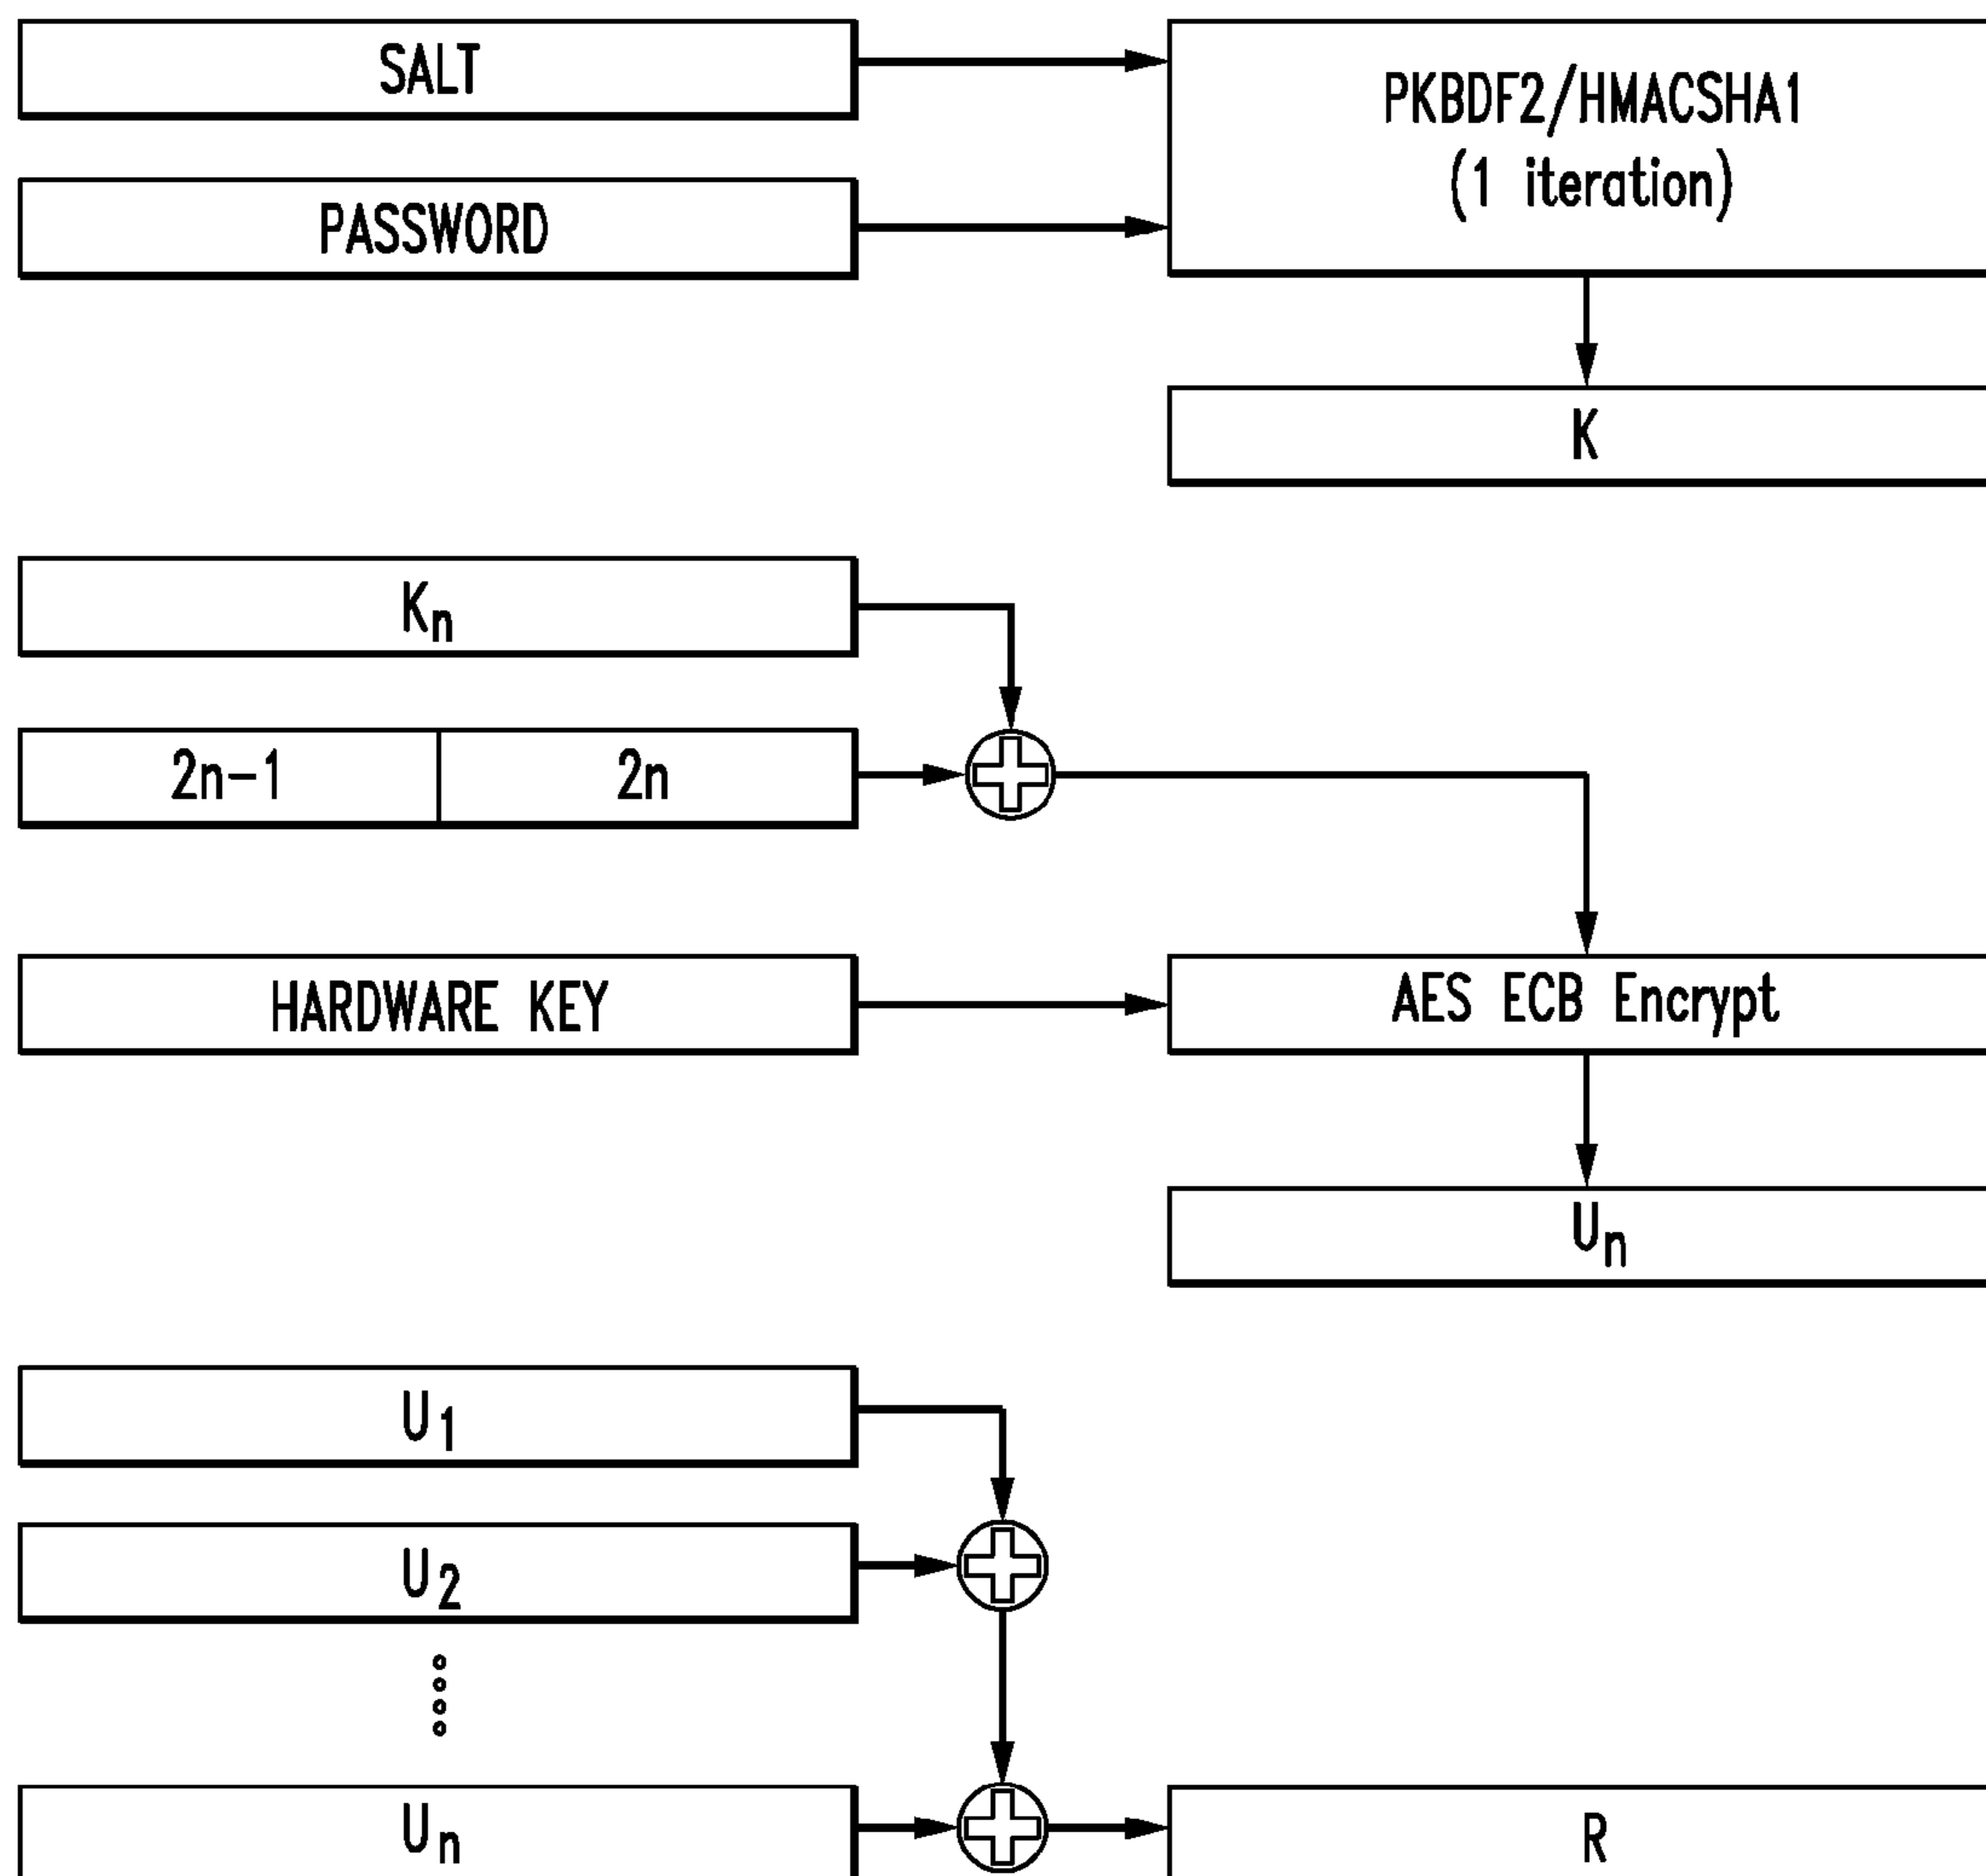 SALT
PKBDF2/HMACSHA1
(1 iteration)
PASSWORD
K
Kn
2n-1 2n
HARDWARE KEY
AES ECB Encrypt
Un
U1
U2
Un
R